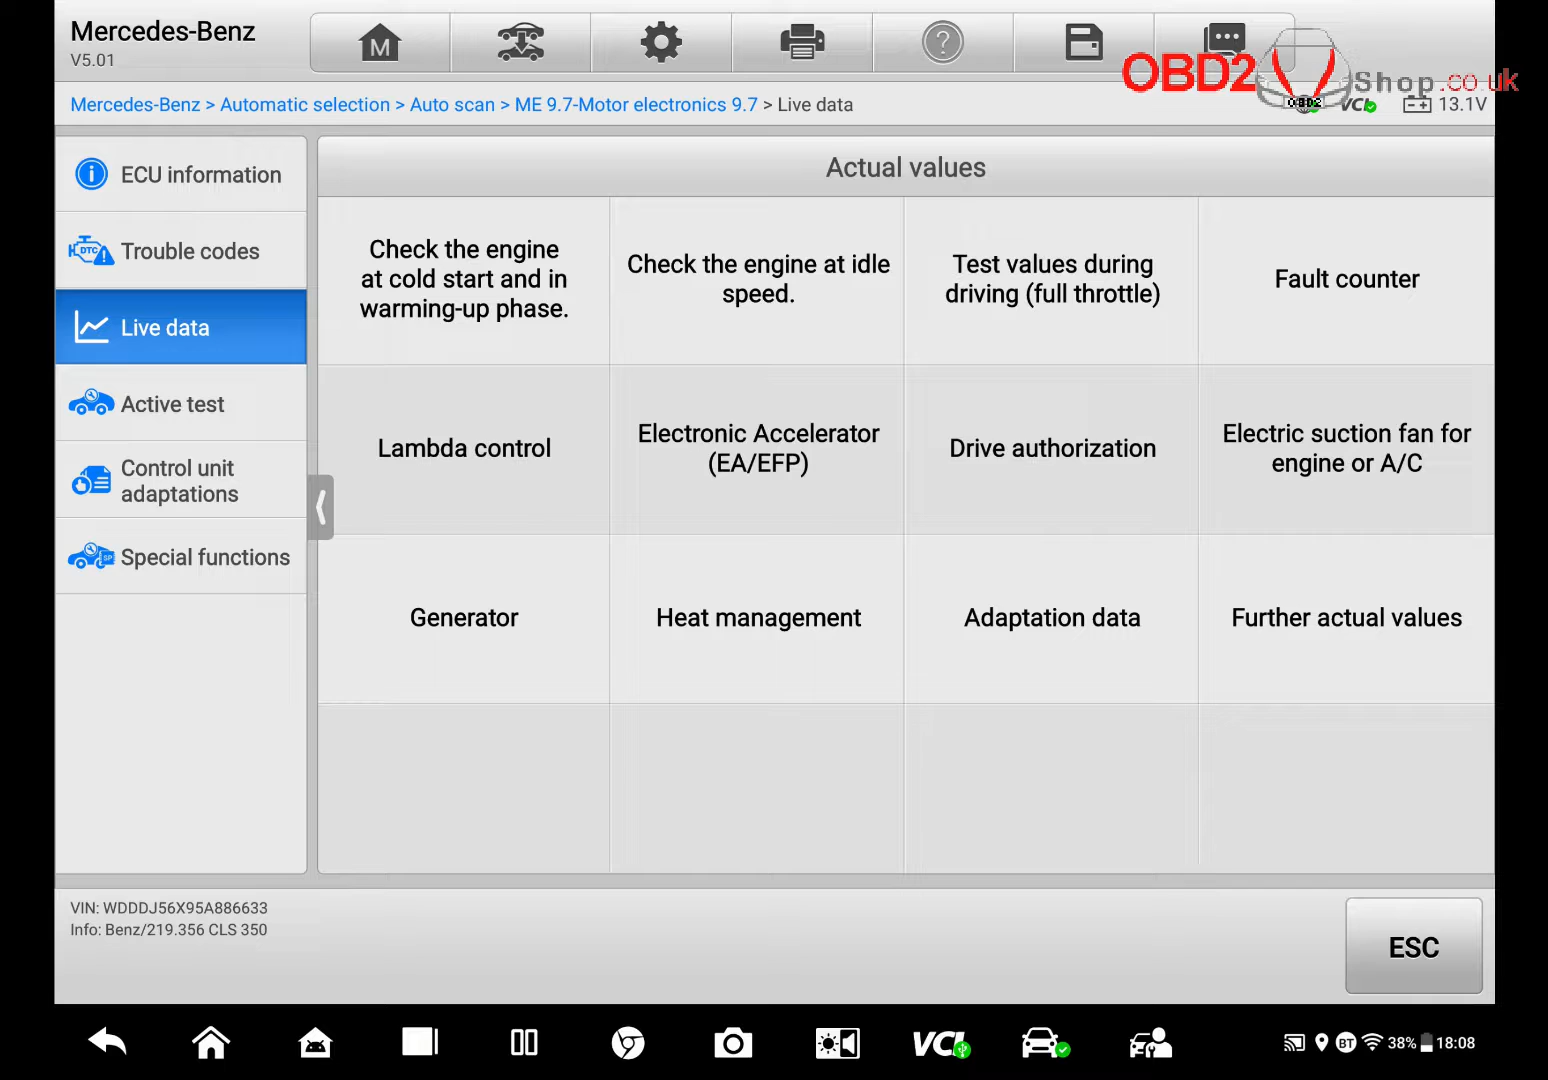 Mercedes-Benz
V5.01
M
?
OBD2
Shop.co.uk
OBD2
Mercedes-Benz > Automatic selection > Auto scan > ME 9.7-Motor electronics 9.7 > Live data
VCI
13.1V
ECU information
Trouble codes
DTC
Live data
Active test
Control unit
adaptations
Special functions
SP
Actual values
Check the engine
at cold start and in
warming-up phase.
Check the engine at idle
speed.
Test values during
driving (full throttle)
Fault counter
Lambda control
Electronic Accelerator
(EA/EFP)
Drive authorization
Electric suction fan for
engine or A/C
Generator
Heat management
Adaptation data
Further actual values
VIN: WDDDJ56X95A886633
Info: Benz/219.356 CLS 350
ESC
VCI
BT
38%
18:08